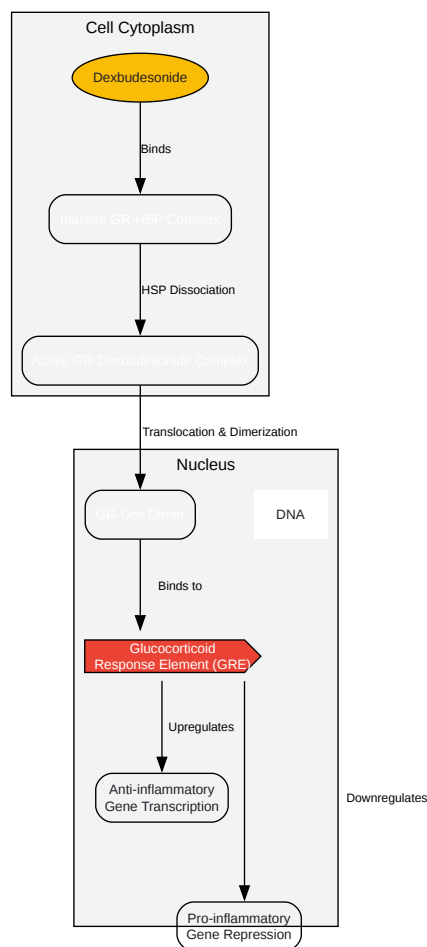 Cell Cytoplasm
Dexbudesonide
Binds
Inactive GR-HSP Complex
HSP Dissociation
Active GR-Dexbudesonide Complex
Translocation & Dimerization
Nucleus
GR-Dex Dimer
DNA
Binds to
Glucocorticoid
Response Element (GRE)
Upregulates
Anti-inflammatory
Gene Transcription
Downregulates
Pro-inflammatory
Gene Repression